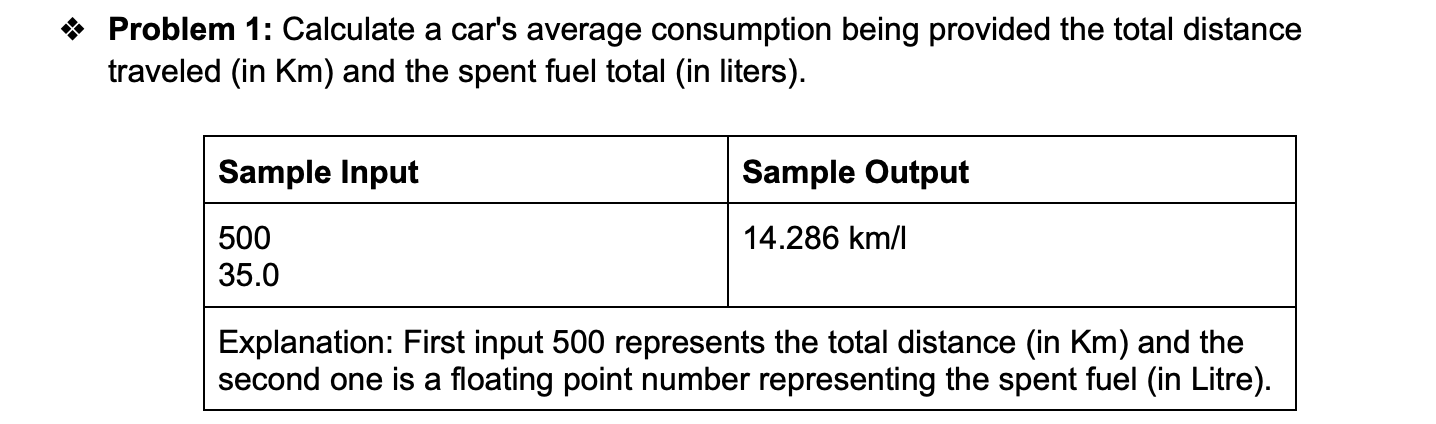 ❖ Problem 1: Calculate a car's average consumption being provided the total distance
traveled (in Km) and the spent fuel total (in liters).
Sample Input
Sample Output
500
35.0
14.286 km/l
Explanation: First input 500 represents the total distance (in Km) and the
second one is a floating point number representing the spent fuel (in Litre).